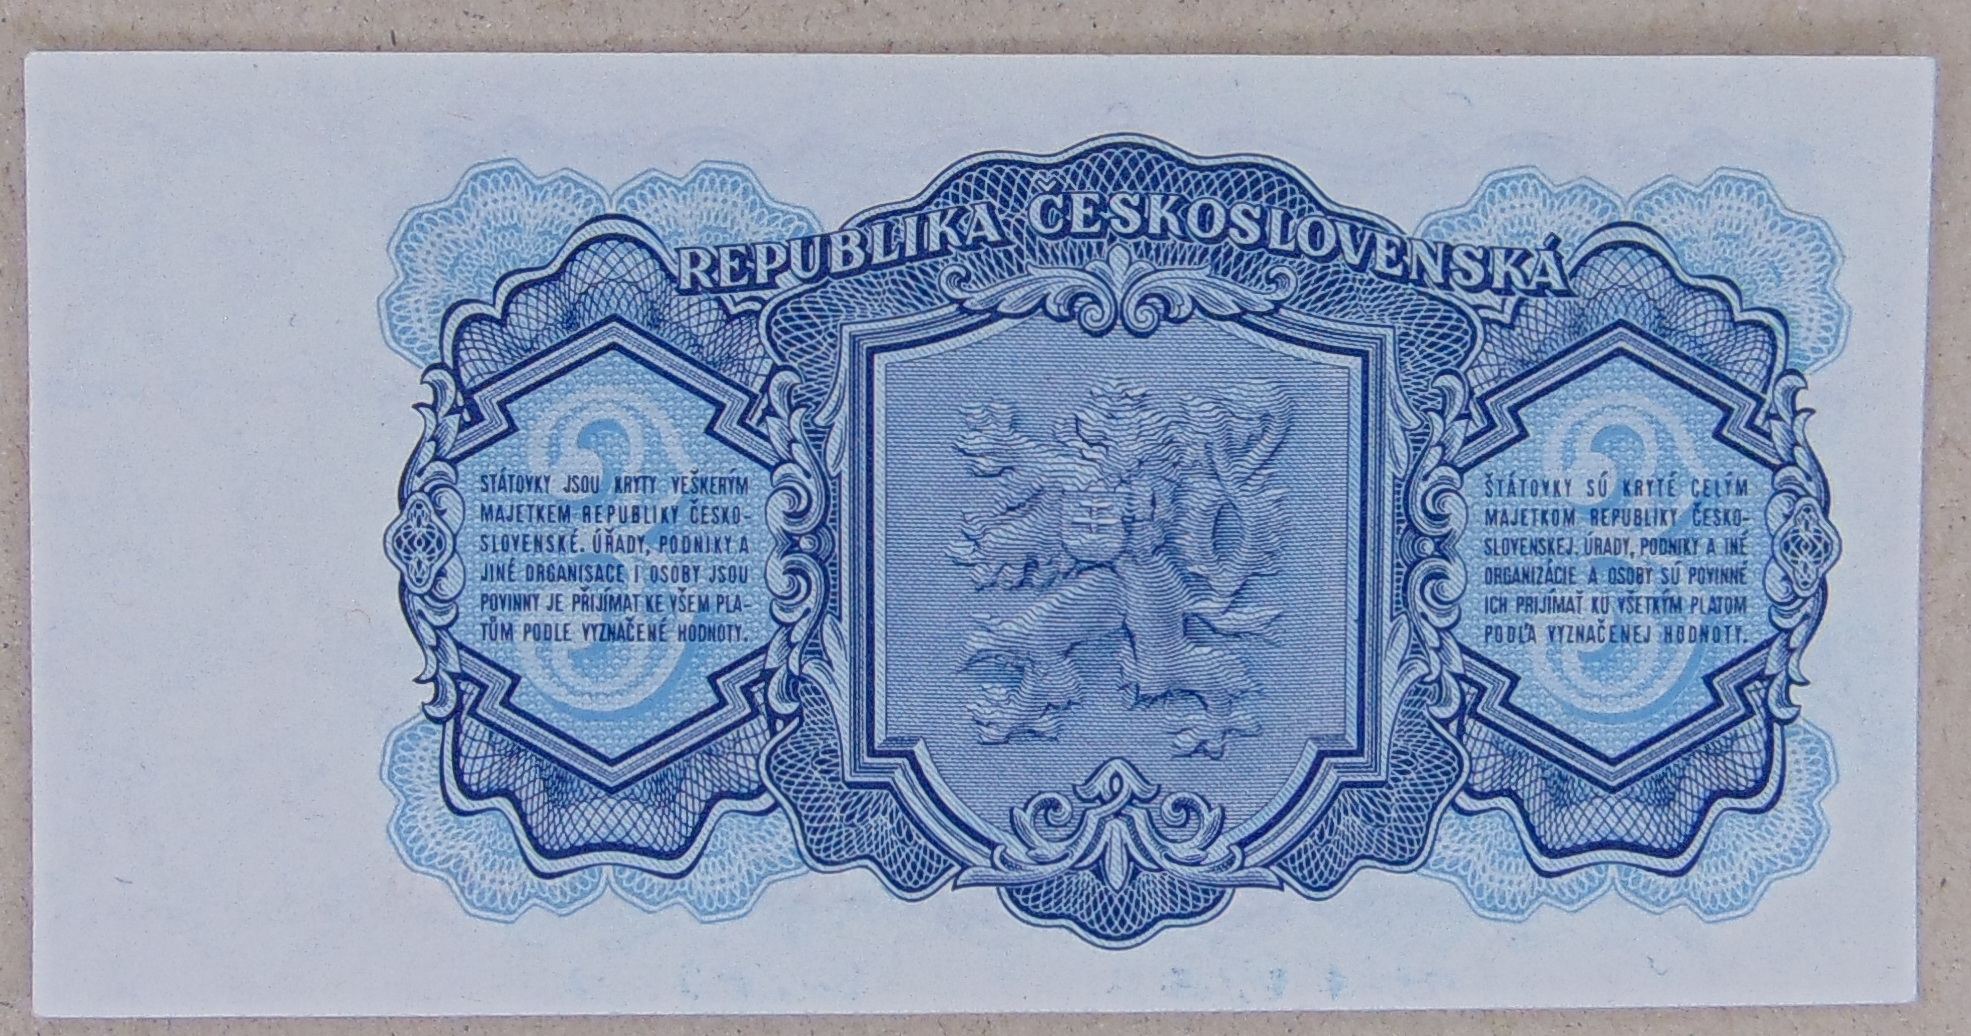 REPUBLIKA ČESKOSLOVENSKÁ
3
STÁTOVKY JSOU KRYTY VEŠKERÝM
MAJETKEM REPUBLIKY ČESKO-
SLOVENSKÉ. ÚŘADY, PODNIKY A
JINÉ ORGANISACE I OSOBY JSOU
POVINNY JE PŘIJÍMAT KE VŠEM PLA-
TŮM PODLE VYZNAČENÉ HODNOTY.
3
ŠTÁTOVKY SÚ KRYTÉ CELÝM
MAJETKOM REPUBLIKY ČESKO-
SLOVENSKEJ. ÚRADY, PODNIKY A INÉ
ORGANIZÁCIE A OSOBY SÚ POVINNÉ
ICH PRIJÍMAŤ KU VŠETKÝM PLATOM
PODĽA VYZNAČENEJ HODNOTY.